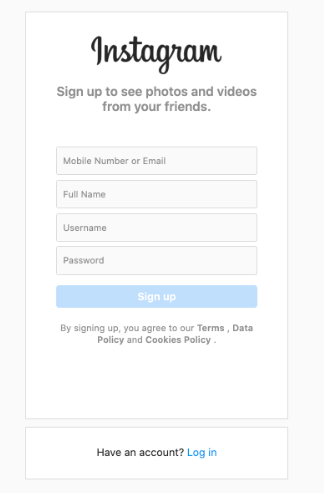 Instagram
Sign up to see photos and videos
from your friends.
Mobile Number or Email
Full Name
Username
Password
Sign up
By signing up, you agree to our Terms , Data
Policy and Cookies Policy .
Have an account? Log in